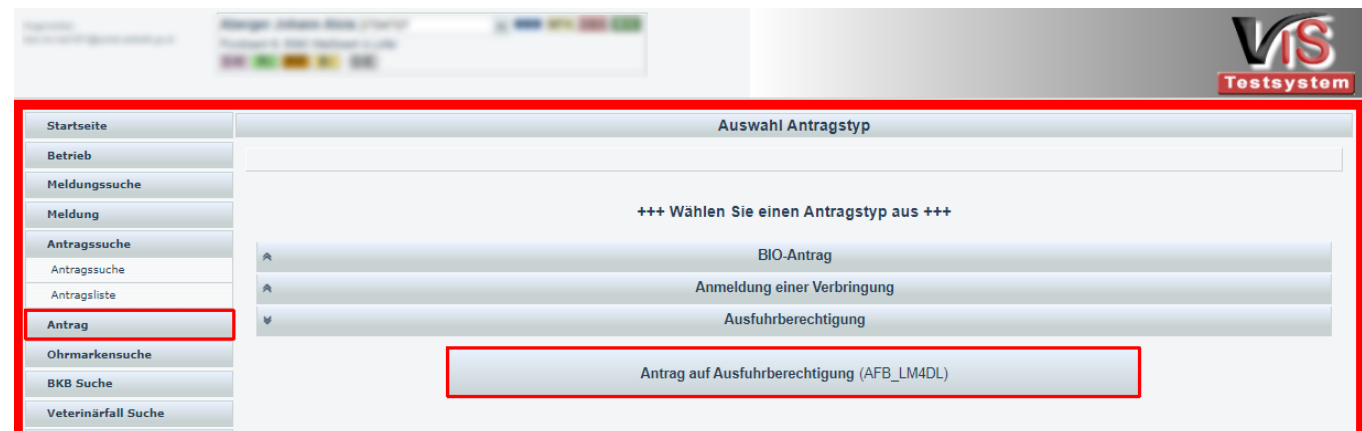 VIS
Testsystem
Startseite
Betrieb
Meldungssuche
Meldung
Antragssuche
Antragssuche
Antragsliste
Antrag
Ohrmarkensuche
BKB Suche
Veterinärfall Suche
Auswahl Antragstyp
+++ Wählen Sie einen Antragstyp aus +++
BIO-Antrag
Anmeldung einer Verbringung
Ausfuhrberechtigung
Antrag auf Ausfuhrberechtigung (AFB_LM4DL)